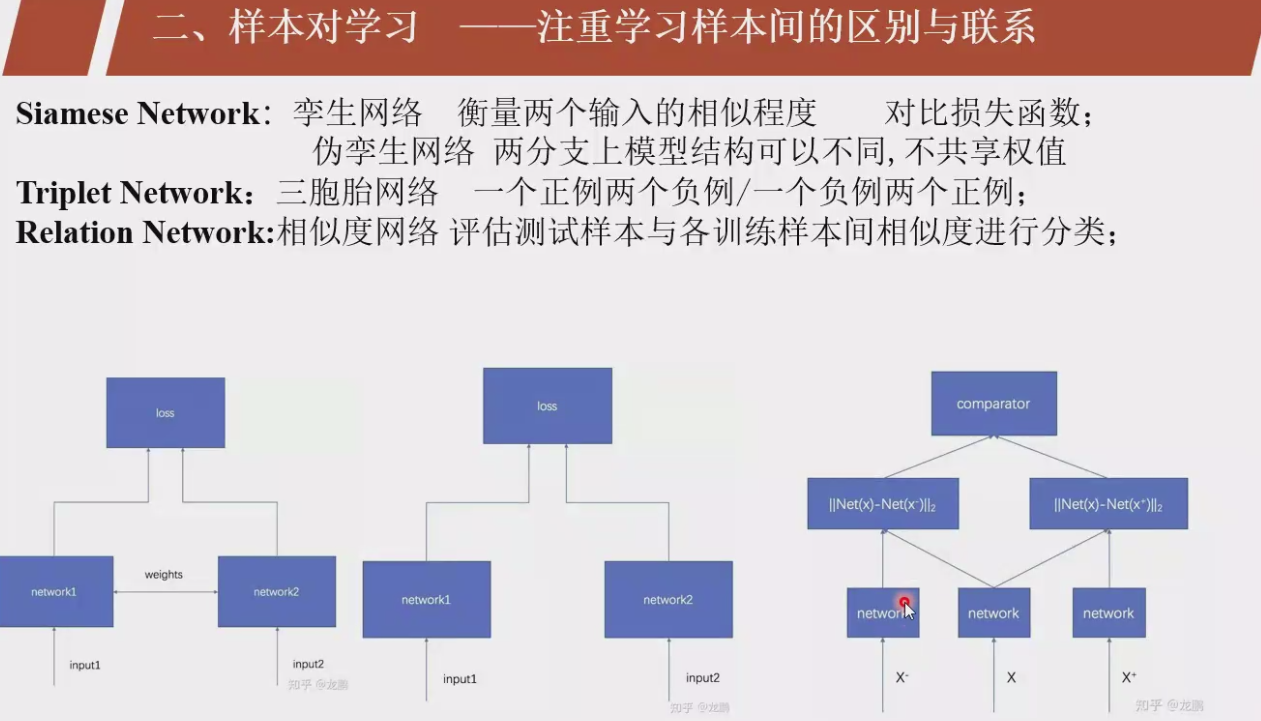 二、样本对学习 ——注重学习样本间的区别与联系
Siamese Network：孪生网络 衡量两个输入的相似程度 对比损失函数；
伪孪生网络 两分支上模型结构可以不同,不共享权值
Triplet Network：三胞胎网络 一个正例两个负例/一个负例两个正例；
Relation Network:相似度网络 评估测试样本与各训练样本间相似度进行分类；
loss
weights
network1
network2
input1
input2
知乎 @龙鹏
loss
network1
network2
input1
input2
知乎 @龙鹏
comparator
||Net(x)-Net(x⁻)||₂
||Net(x)-Net(x⁺)||₂
network
network
network
X⁻
X
X⁺
知乎 @龙鹏